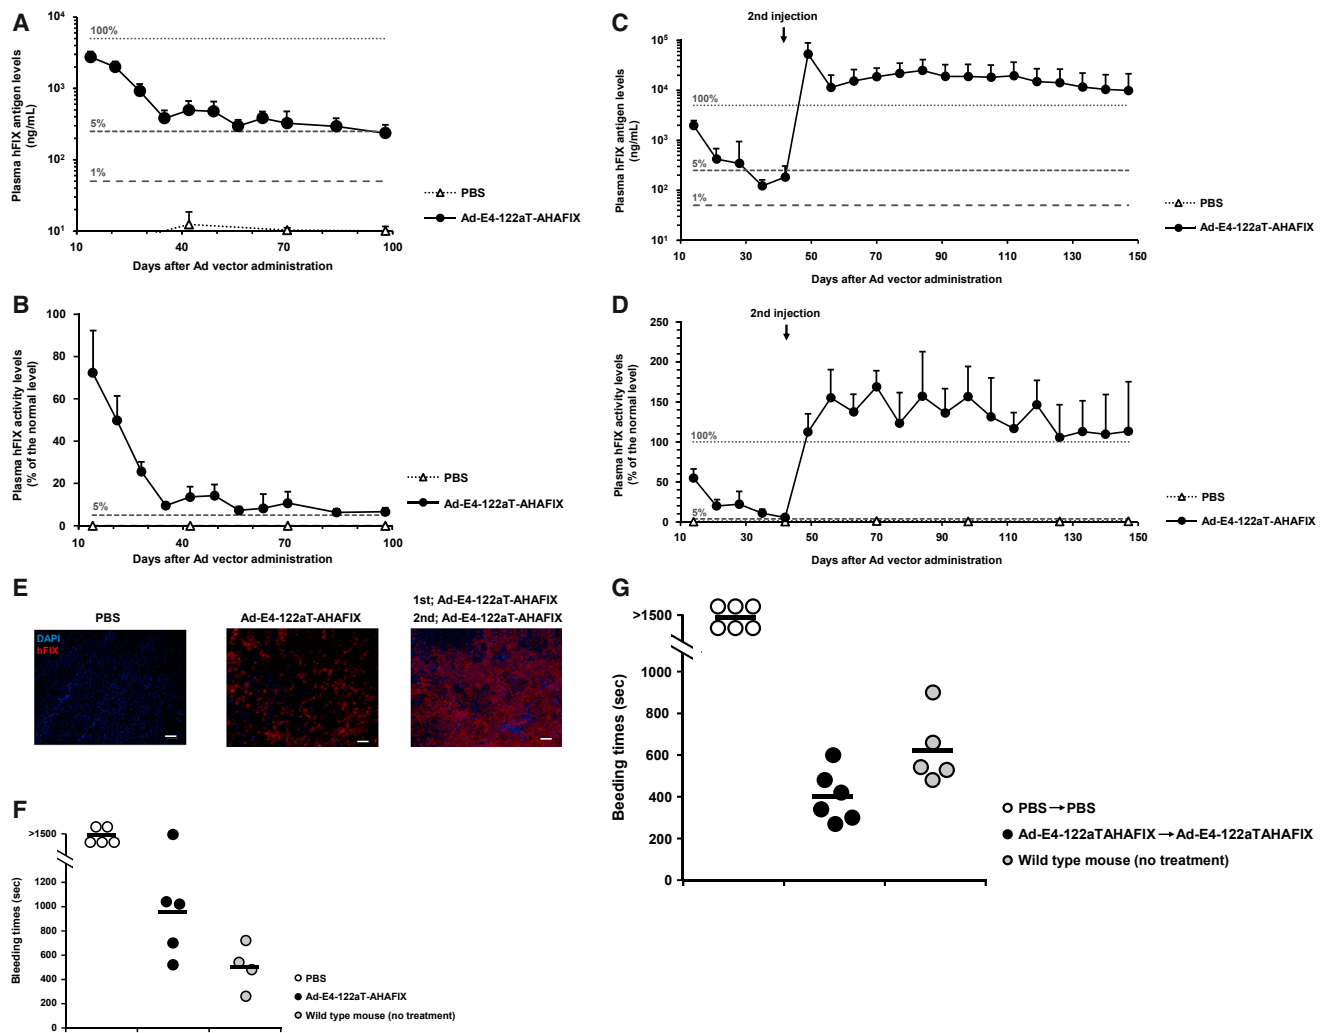 A
Plasma hFIX antigen levels
(ng/mL)
10⁴
10³
10²
10¹
100%
5%
1%
10
40
70
100
Days after Ad vector administration
PBS
Ad-E4-122aT-AHAFIX
B
Plasma hFIX activity levels
(% of the normal level)
100
80
60
40
20
0
5%
10
40
70
100
Days after Ad vector administration
PBS
Ad-E4-122aT-AHAFIX
C
2nd injection
Plasma hFIX antigen levels
(ng/mL)
10⁵
10⁴
10³
10²
10¹
100%
5%
1%
10
30
50
70
90
110
130
150
Days after Ad vector administration
PBS
Ad-E4-122aT-AHAFIX
D
2nd injection
Plasma hFIX activity levels
(% of the normal level)
250
200
150
100
50
0
100%
5%
10
30
50
70
90
110
130
150
Days after Ad vector administration
PBS
Ad-E4-122aT-AHAFIX
E
PBS
DAPI
hFIX
Ad-E4-122aT-AHAFIX
1st; Ad-E4-122aT-AHAFIX
2nd; Ad-E4-122aT-AHAFIX
F
Bleeding times (sec)
>1500
1200
1000
800
600
400
200
0
PBS
Ad-E4-122aT-AHAFIX
Wild type mouse (no treatment)
G
Beeding times (sec)
>1500
1000
800
600
400
200
0
PBS→PBS
Ad-E4-122aTAHAFIX→Ad-E4-122aTAHAFIX
Wild type mouse (no treatment)